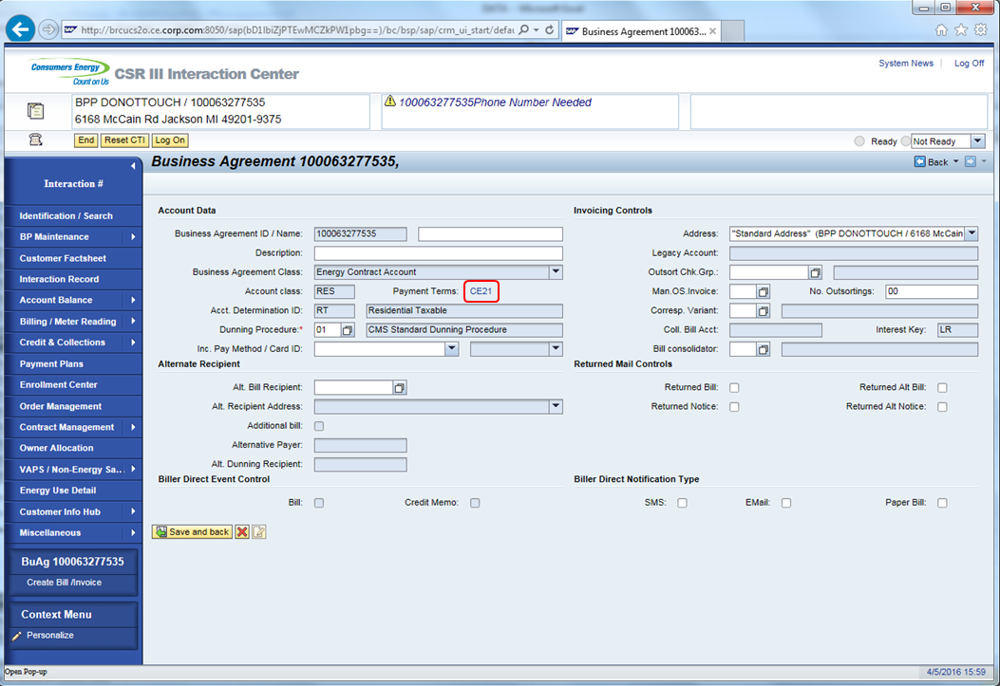 http://brcucs2o.ce.corp.com:8050/sap(bD1lbiZjPTEwMCZkPW1pbg==)/bc/bsp/sap/crm_ui_start/defau
Business Agreement 100063...
Consumers Energy
Count on Us
CSR III Interaction Center
System News | Log Off
BPP DONOTTOUCH / 100063277535
6168 McCain Rd Jackson MI 49201-9375
100063277535Phone Number Needed
End Reset CTI Log On
Ready Not Ready
Interaction #
Business Agreement 100063277535,
Back
Identification / Search
BP Maintenance
Customer Factsheet
Interaction Record
Account Balance
Billing / Meter Reading
Credit & Collections
Payment Plans
Enrollment Center
Order Management
Contract Management
Owner Allocation
VAPS / Non-Energy Sa...
Energy Use Detail
Customer Info Hub
Miscellaneous
BuAg 100063277535
Create Bill /Invoice
Context Menu
Personalize
Account Data
Business Agreement ID / Name: 100063277535
Description:
Business Agreement Class: Energy Contract Account
Account class: RES Payment Terms: CE21
Acct. Determination ID: RT Residential Taxable
Dunning Procedure:* 01 CMS Standard Dunning Procedure
Inc. Pay Method / Card ID:
Alternate Recipient
Alt. Bill Recipient:
Alt. Recipient Address:
Additional bill:
Alternative Payer:
Alt. Dunning Recipient:
Biller Direct Event Control
Bill: Credit Memo:
Save and back
Invoicing Controls
Address: "Standard Address" (BPP DONOTTOUCH / 6168 McCain
Legacy Account:
Outsort Chk.Grp.:
Man.OS.Invoice: No. Outsortings: 00
Corresp. Variant:
Coll. Bill Acct: Interest Key: LR
Bill consolidator:
Returned Mail Controls
Returned Bill: Returned Alt Bill:
Returned Notice: Returned Alt Notice:
Biller Direct Notification Type
SMS: EMail: Paper Bill:
Open Pop-up
4/5/2016 15:59